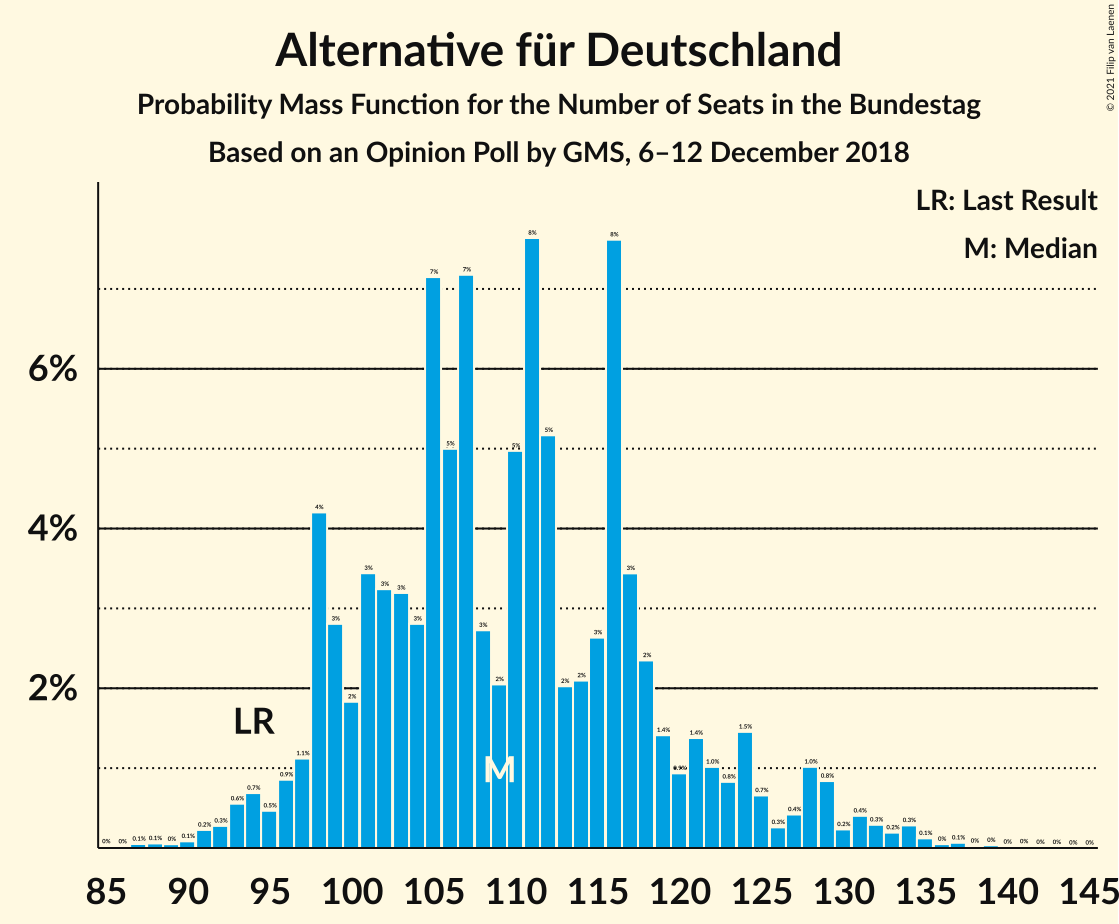 Alternative für Deutschland
Probability Mass Function for the Number of Seats in the Bundestag
Based on an Opinion Poll by GMS, 6–12 December 2018
© 2021 Filip van Laenen
LR: Last Result
M: Median
6%
4%
2%
LR
M
0% 0% 0.1% 0.1% 0% 0.1% 0.2% 0.3% 0.6% 0.7% 0.5% 0.9% 1.1% 4% 3% 2% 3% 3% 3% 3% 7% 5% 7% 3% 2% 5% 8% 5% 2% 2% 3% 8% 3% 2% 1.4% 0.9% 1.4% 1.0% 0.8% 1.5% 0.7% 0.3% 0.4% 1.0% 0.8% 0.2% 0.4% 0.3% 0.2% 0.3% 0.1% 0% 0.1% 0% 0% 0% 0% 0% 0% 0% 0%
85 90 95 100 105 110 115 120 125 130 135 140 145